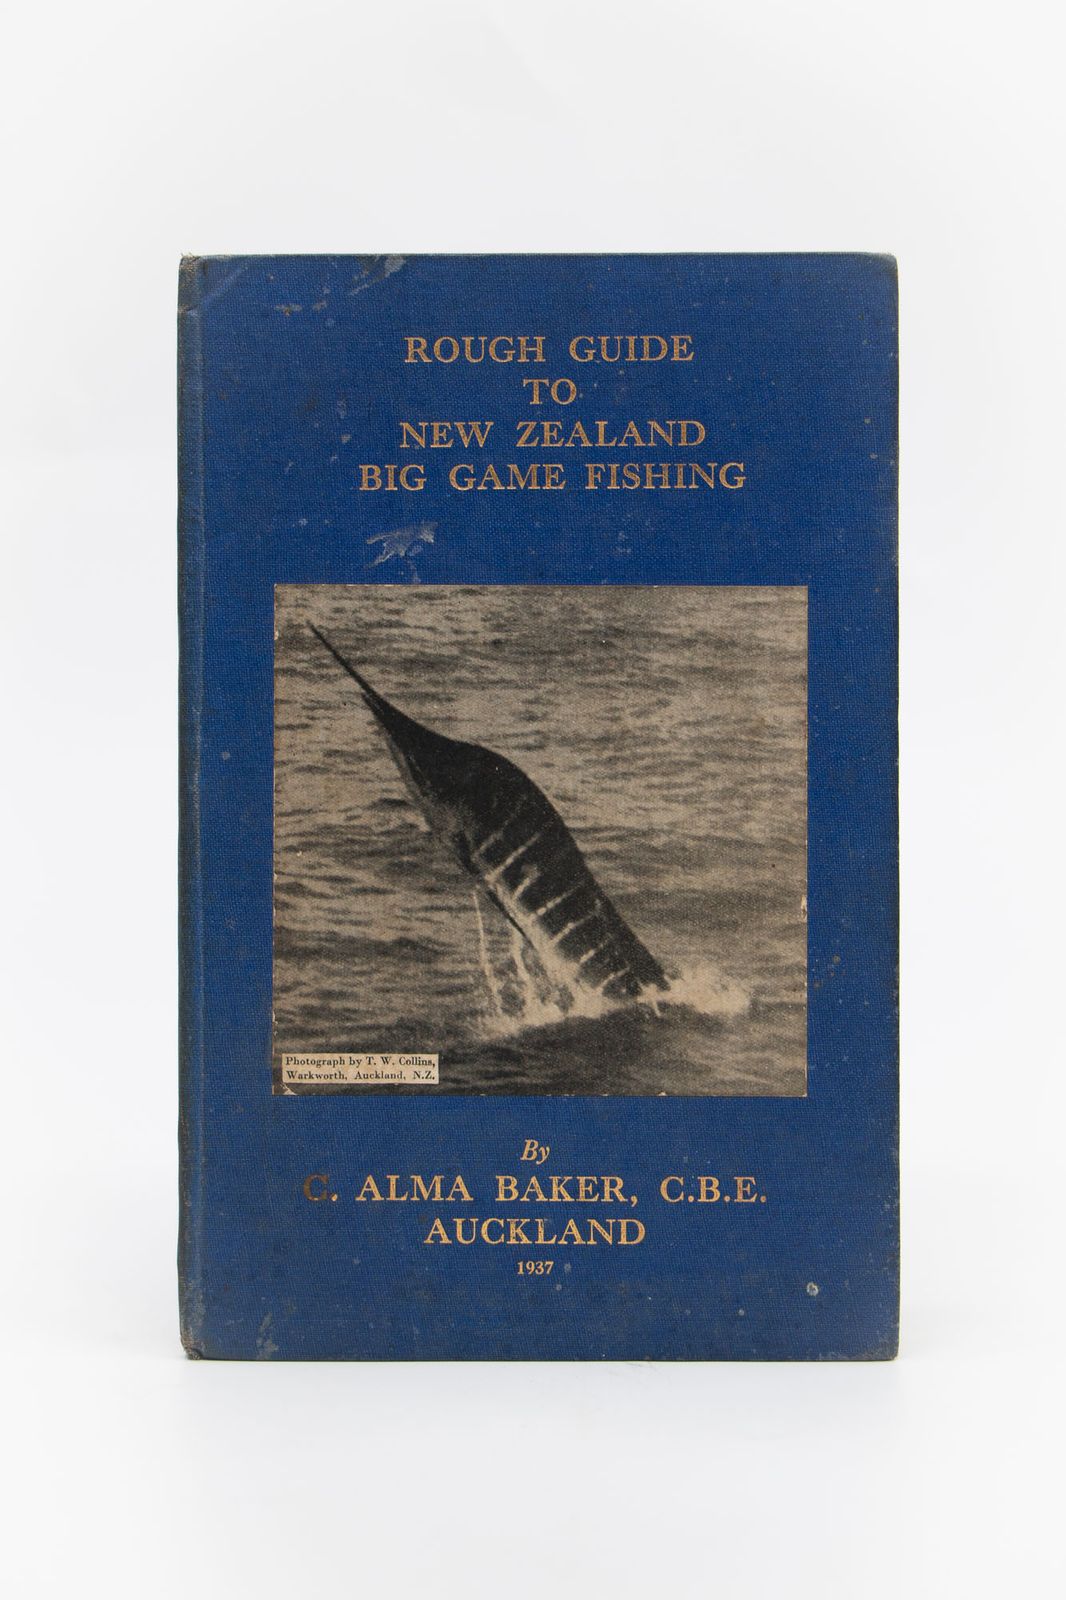 ROUGH GUIDE
TO
NEW ZEALAND
BIG GAME FISHING
Photograph by T. W. Collins,
Warkworth, Auckland, N.Z.
By
C. ALMA BAKER, C.B.E.
AUCKLAND
1937